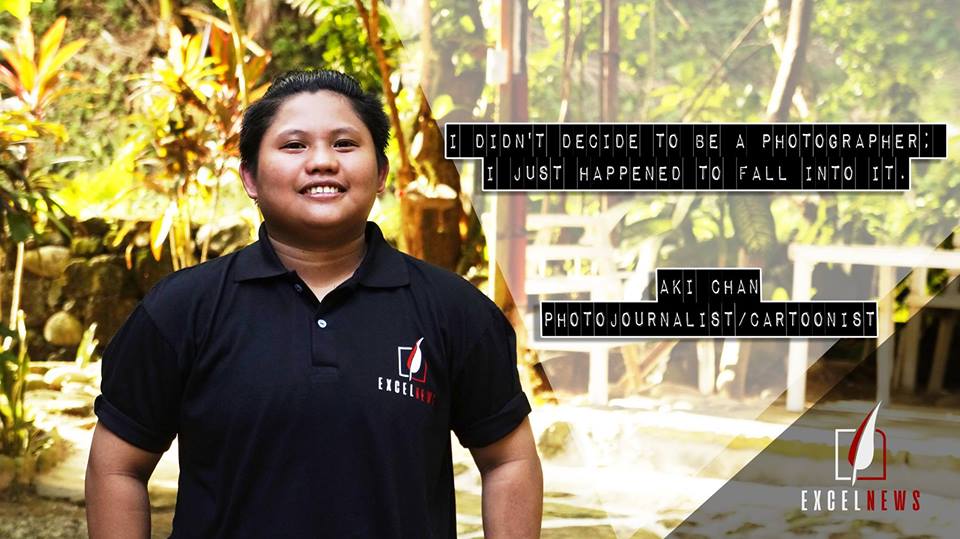 I DIDN'T DECIDE TO BE A PHOTOGRAPHER;
I JUST HAPPENED TO FALL INTO IT.
AKI CHAN
PHOTOJOURNALIST/CARTOONIST
EXCELNEWS
EXCELNEWS